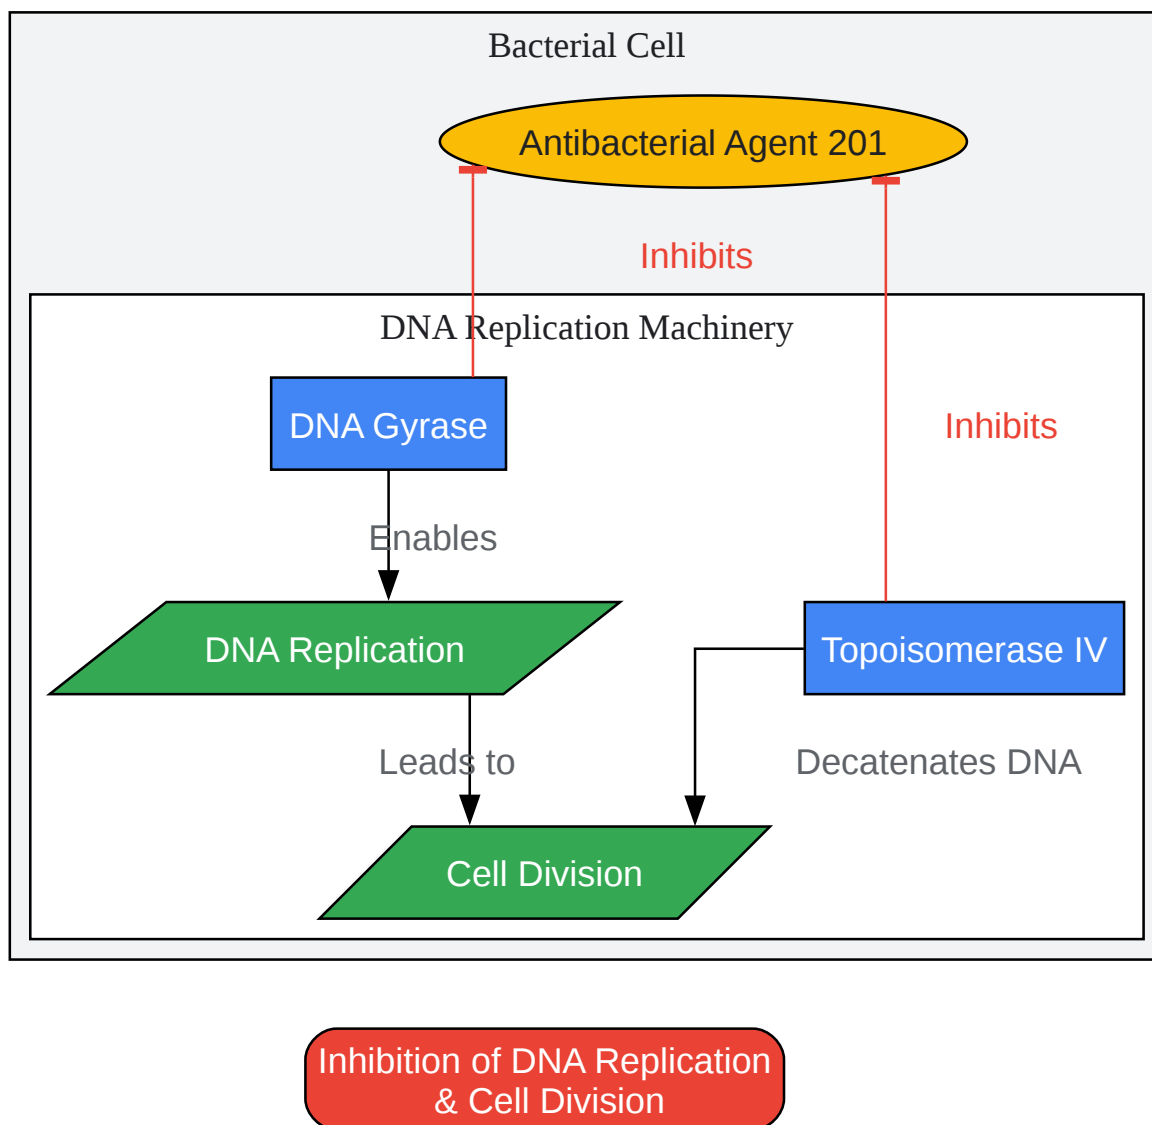 Bacterial Cell
Antibacterial Agent 201
Inhibits
DNA Replication Machinery
DNA Gyrase
Inhibits
Enables
DNA Replication
Topoisomerase IV
Leads to
Decatenates DNA
Cell Division
Inhibition of DNA Replication
& Cell Division